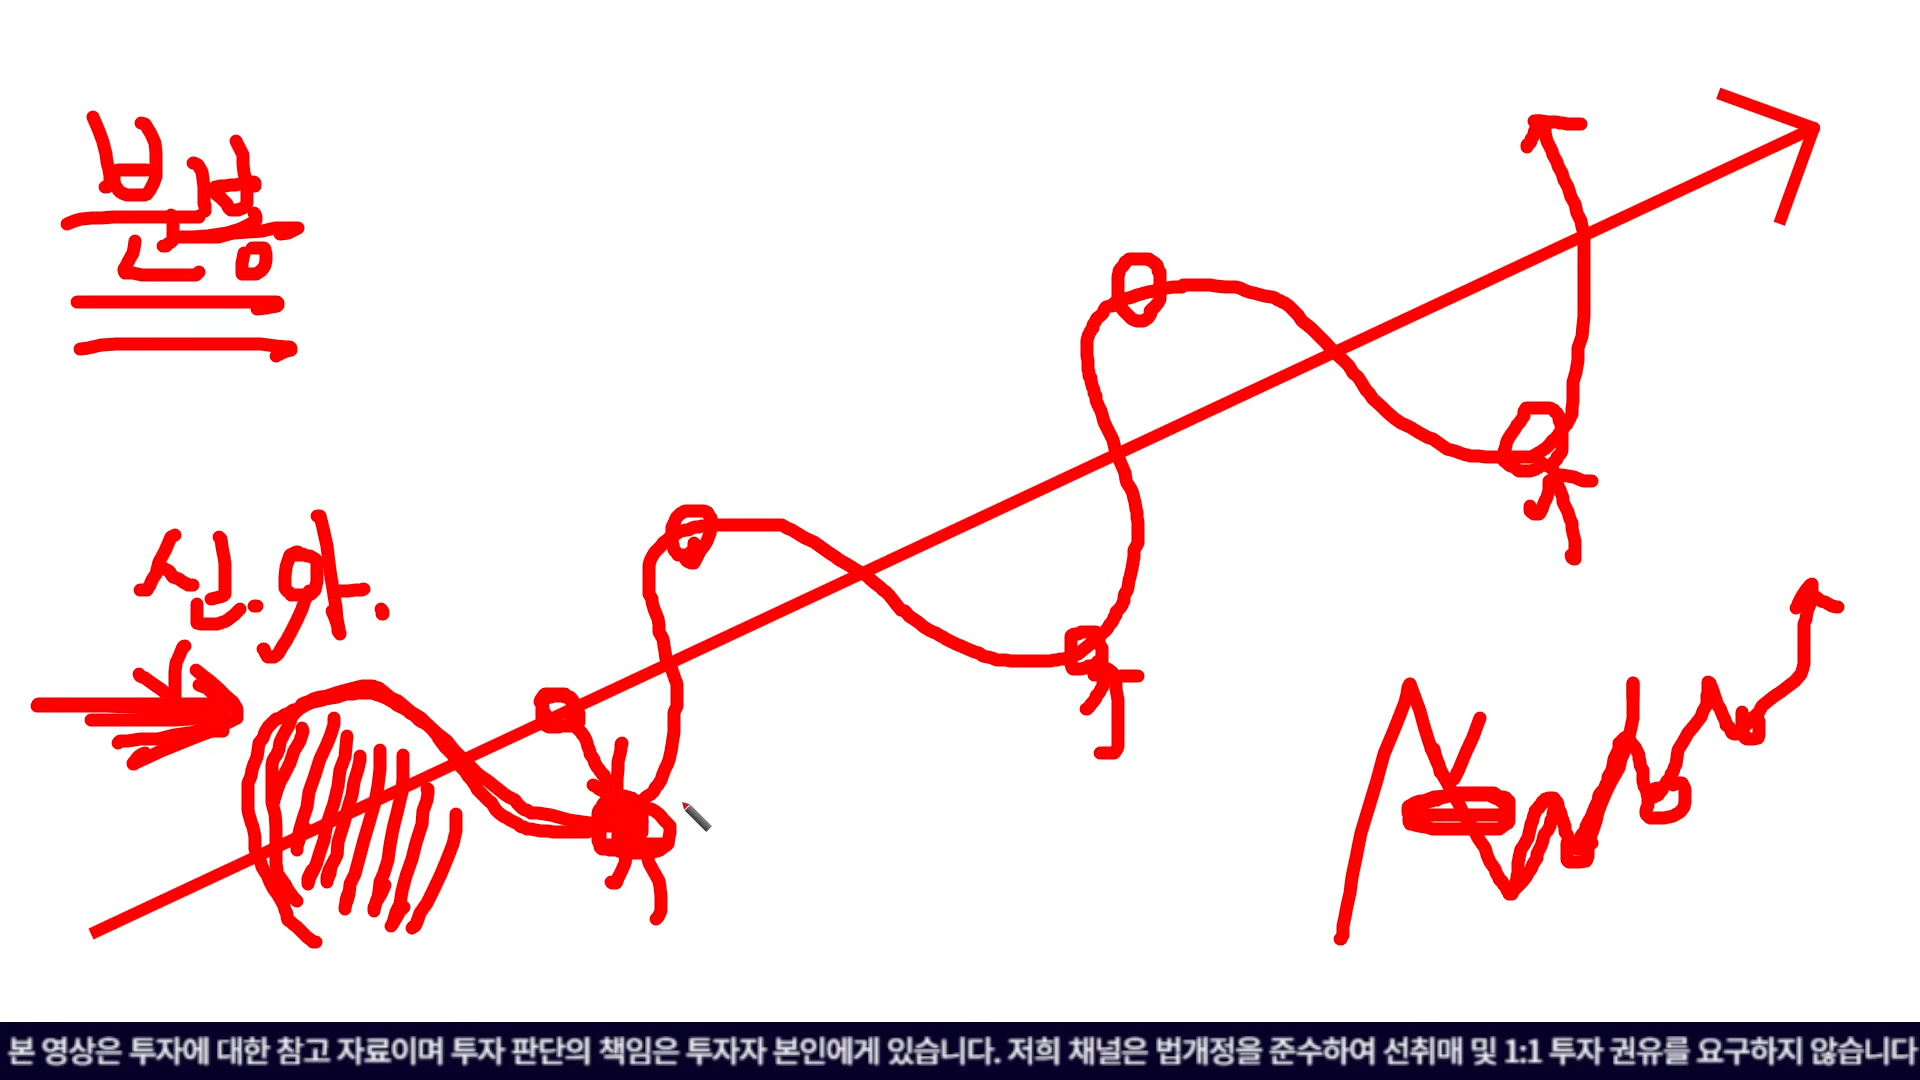 분봉
신.와.
본 영상은 투자에 대한 참고 자료이며 투자 판단의 책임은 투자자 본인에게 있습니다. 저희 채널은 법개정을 준수하여 선취매 및 1:1 투자 권유를 요구하지 않습니다